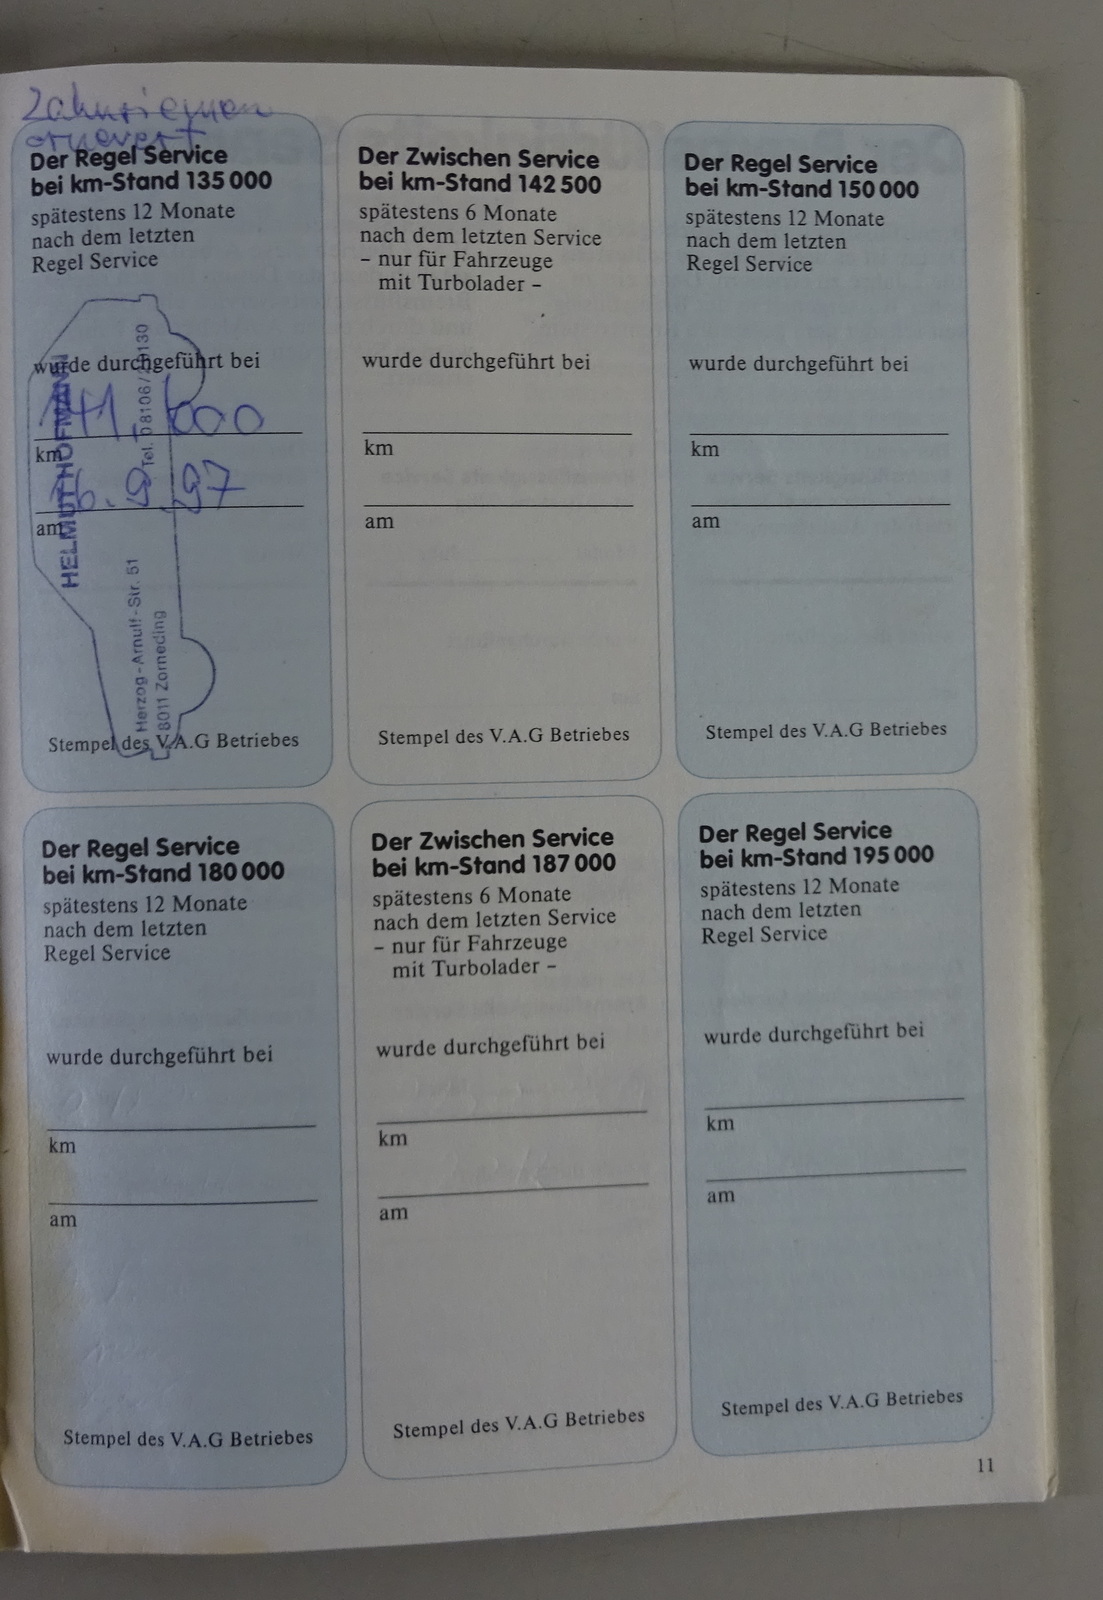 Zahnriemen
erneuert
Der Regel Service
bei km-Stand 135 000
spätestens 12 Monate
nach dem letzten
Regel Service
wurde durchgeführt bei
141.000
km
16.9.97
am
HELMUT HOFMANN
Tel. 08106/
Herzog-Arnulf-Str. 51
8011 Zorneding
Stempel des V.A.G Betriebes
Der Zwischen Service
bei km-Stand 142 500
spätestens 6 Monate
nach dem letzten Service
– nur für Fahrzeuge
mit Turbolader –
wurde durchgeführt bei
km
am
Stempel des V.A.G Betriebes
Der Regel Service
bei km-Stand 150 000
spätestens 12 Monate
nach dem letzten
Regel Service
wurde durchgeführt bei
km
am
Stempel des V.A.G Betriebes
Der Regel Service
bei km-Stand 180 000
spätestens 12 Monate
nach dem letzten
Regel Service
wurde durchgeführt bei
km
am
Stempel des V.A.G Betriebes
Der Zwischen Service
bei km-Stand 187 000
spätestens 6 Monate
nach dem letzten Service
– nur für Fahrzeuge
mit Turbolader –
wurde durchgeführt bei
km
am
Stempel des V.A.G Betriebes
Der Regel Service
bei km-Stand 195 000
spätestens 12 Monate
nach dem letzten
Regel Service
wurde durchgeführt bei
km
am
Stempel des V.A.G Betriebes
11